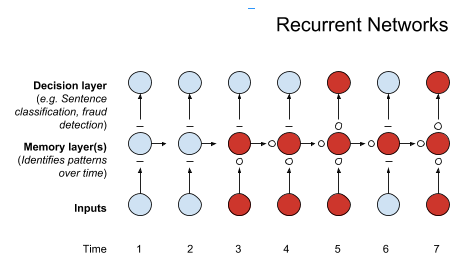 Recurrent Networks
Decision layer
(e.g. Sentence
classification, fraud
detection)
Memory layer(s)
(Identifies patterns
over time)
Inputs
Time 1 2 3 4 5 6 7